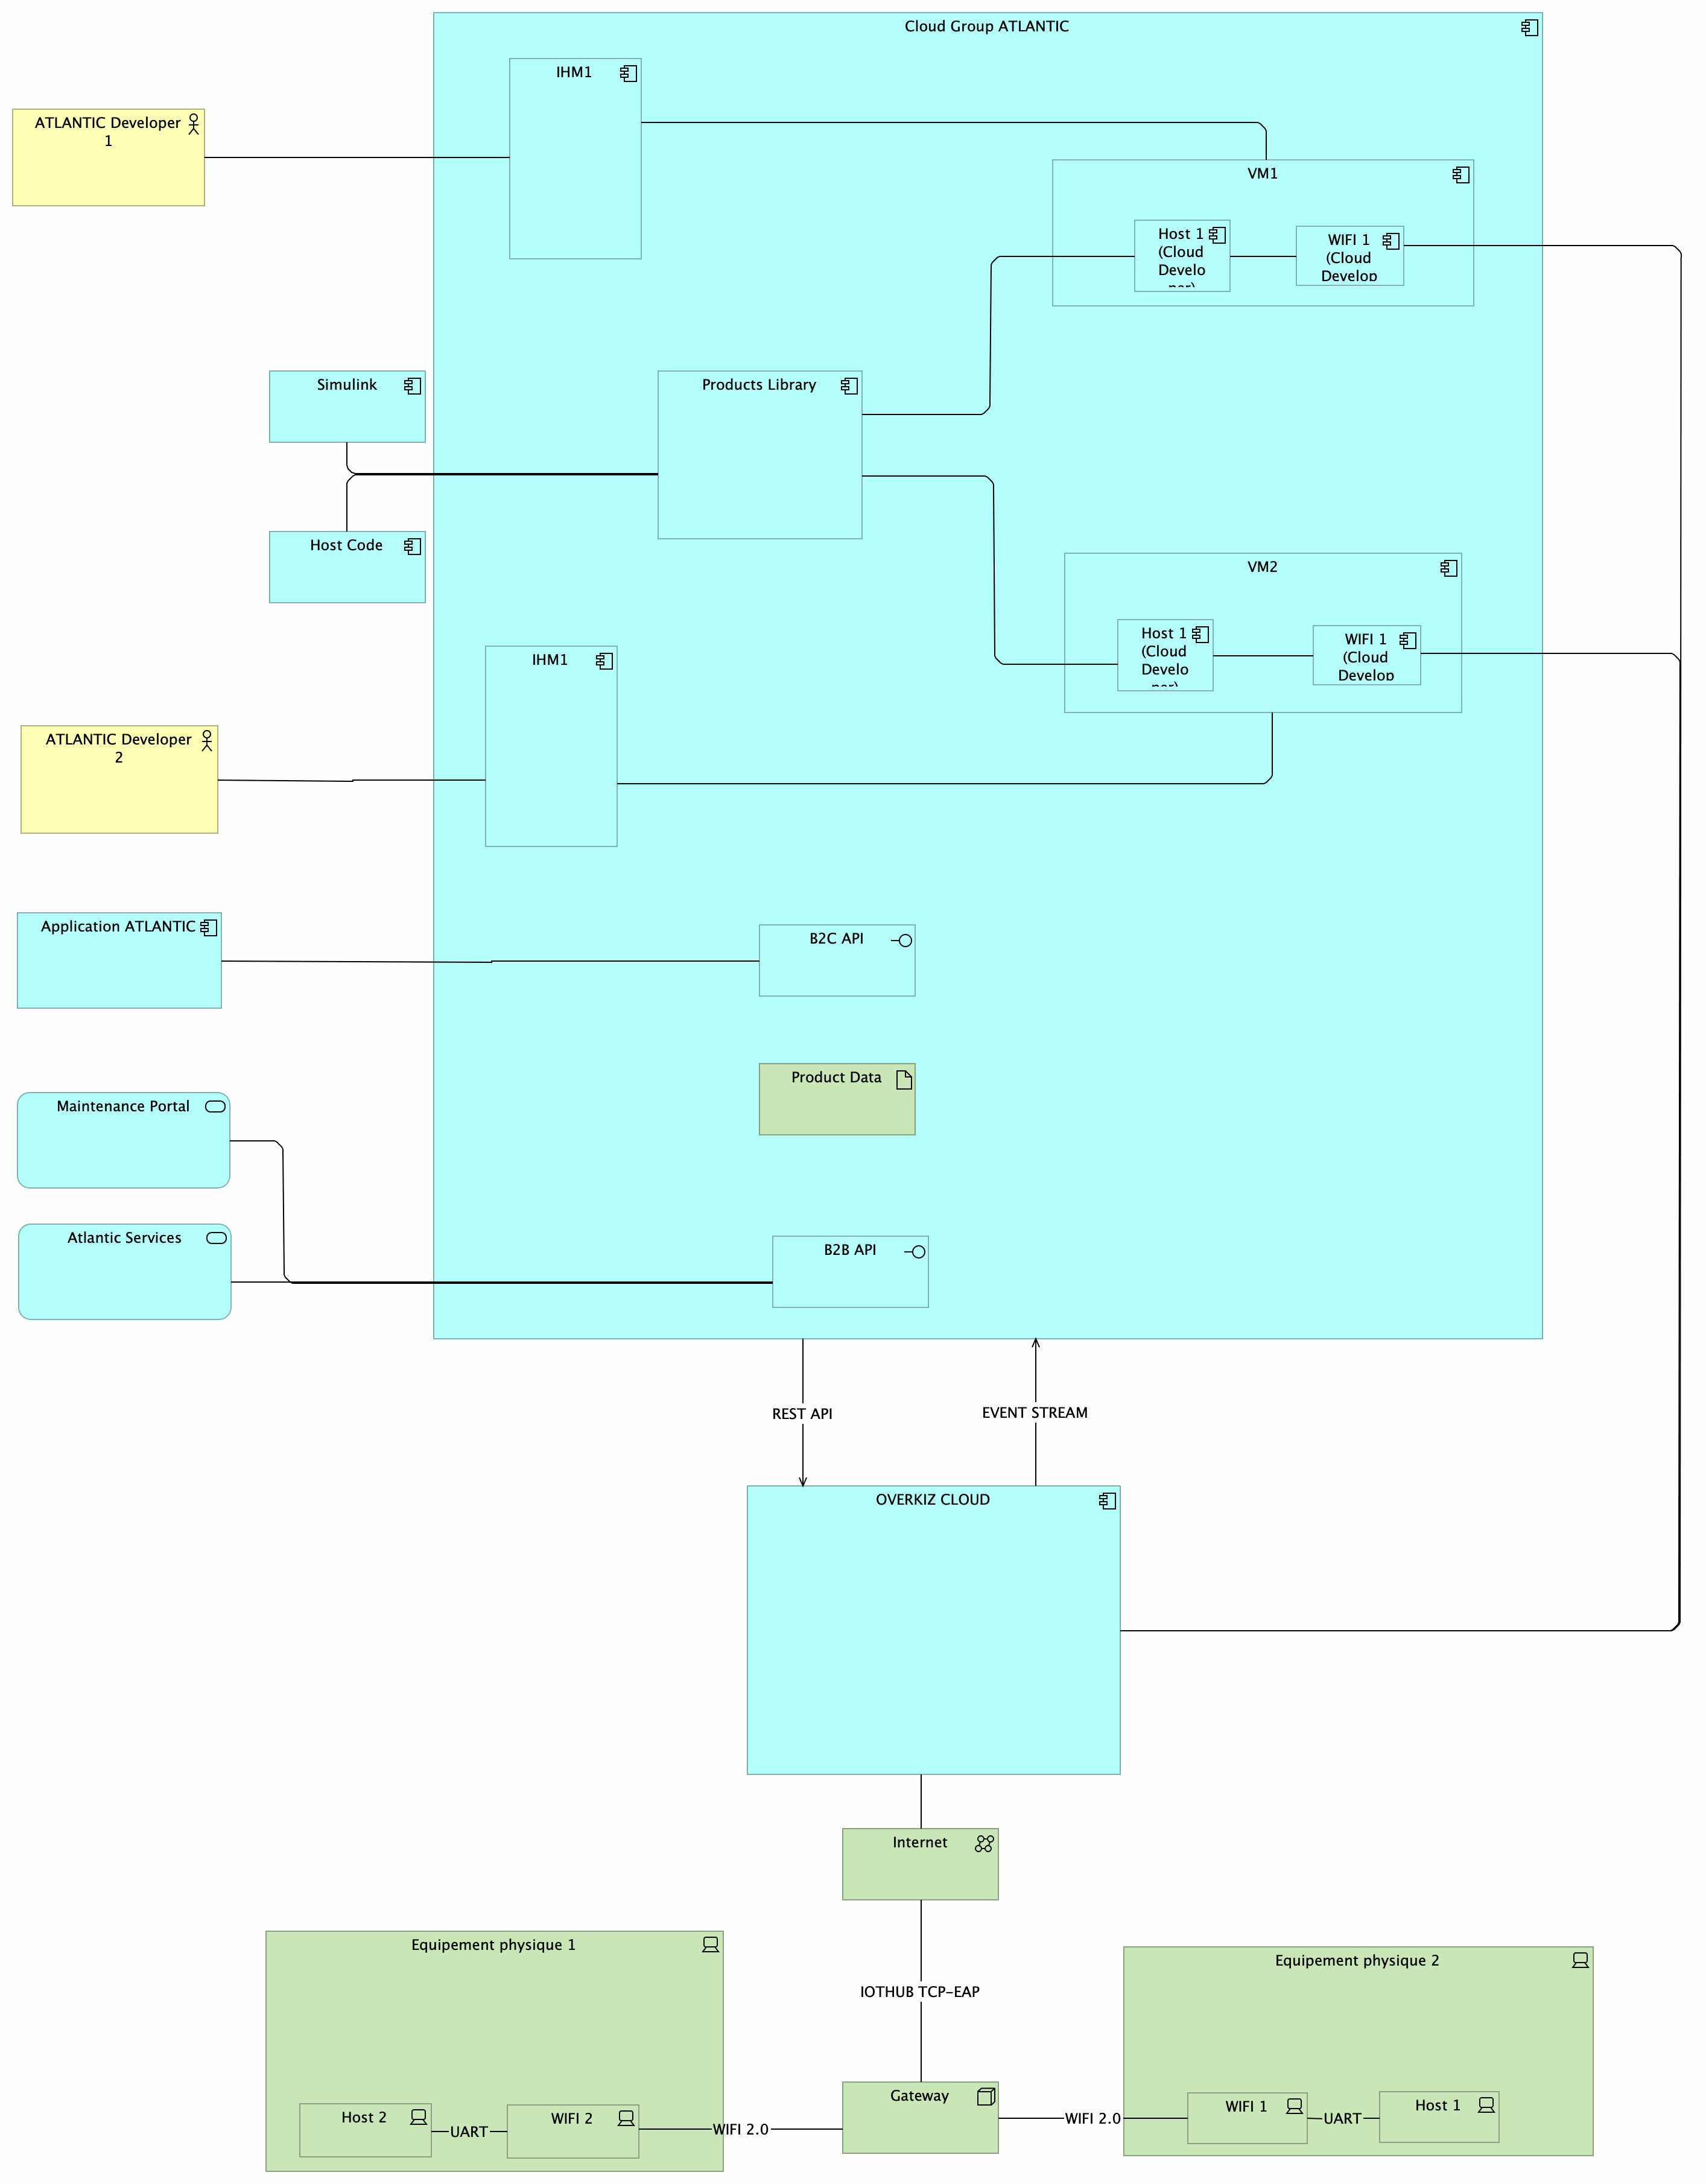 Cloud Group ATLANTIC
IHM1
ATLANTIC Developer
1
VM1
Host 1
(Cloud
Develo
per)
WIFI 1
(Cloud
Develop
Simulink
Products Library
Host Code
VM2
Host 1
(Cloud
Develo
per)
WIFI 1
(Cloud
Develop
IHM1
ATLANTIC Developer
2
Application ATLANTIC
B2C API
Product Data
Maintenance Portal
Atlantic Services
B2B API
REST API
EVENT STREAM
OVERKIZ CLOUD
Internet
Equipement physique 1
Equipement physique 2
IOTHUB TCP-EAP
Gateway
Host 2
UART
WIFI 2
WIFI 2.0
WIFI 2.0
WIFI 1
UART
Host 1